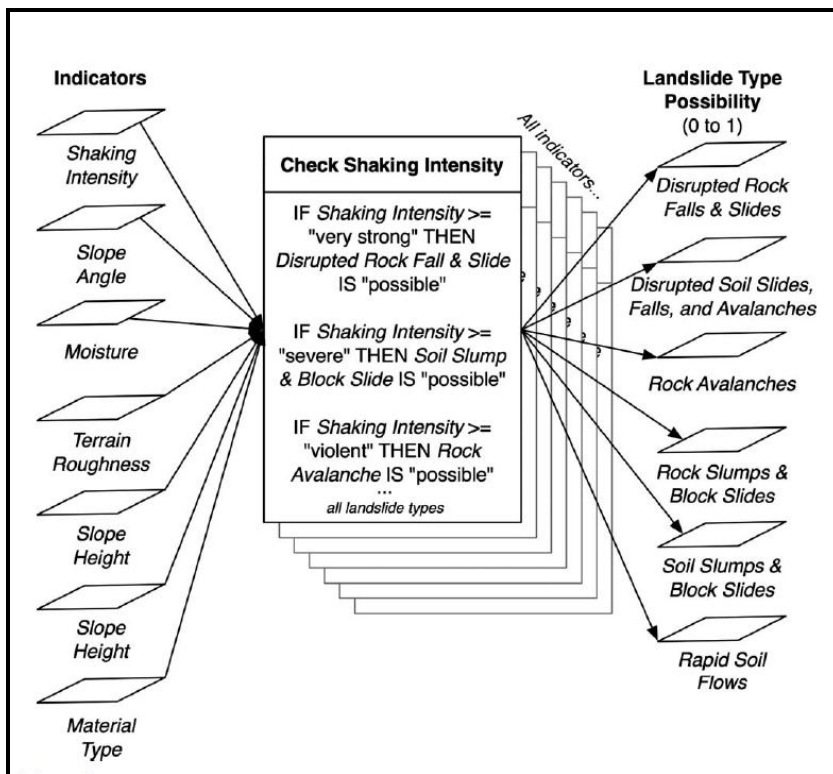 Indicators
Shaking
Intensity
Slope
Angle
Moisture
Terrain
Roughness
Slope
Height
Slope
Height
Material
Type
All indicators...
Check Shaking Intensity
IF Shaking Intensity >=
"very strong" THEN
Disrupted Rock Fall & Slide
IS "possible"
IF Shaking Intensity >=
"severe" THEN Soil Slump
& Block Slide IS "possible"
IF Shaking Intensity >=
"violent" THEN Rock
Avalanche IS "possible"
...
all landslide types
Landslide Type
Possibility
(0 to 1)
Disrupted Rock
Falls & Slides
Disrupted Soil Slides,
Falls, and Avalanches
Rock Avalanches
Rock Slumps &
Block Slides
Soil Slumps &
Block Slides
Rapid Soil
Flows